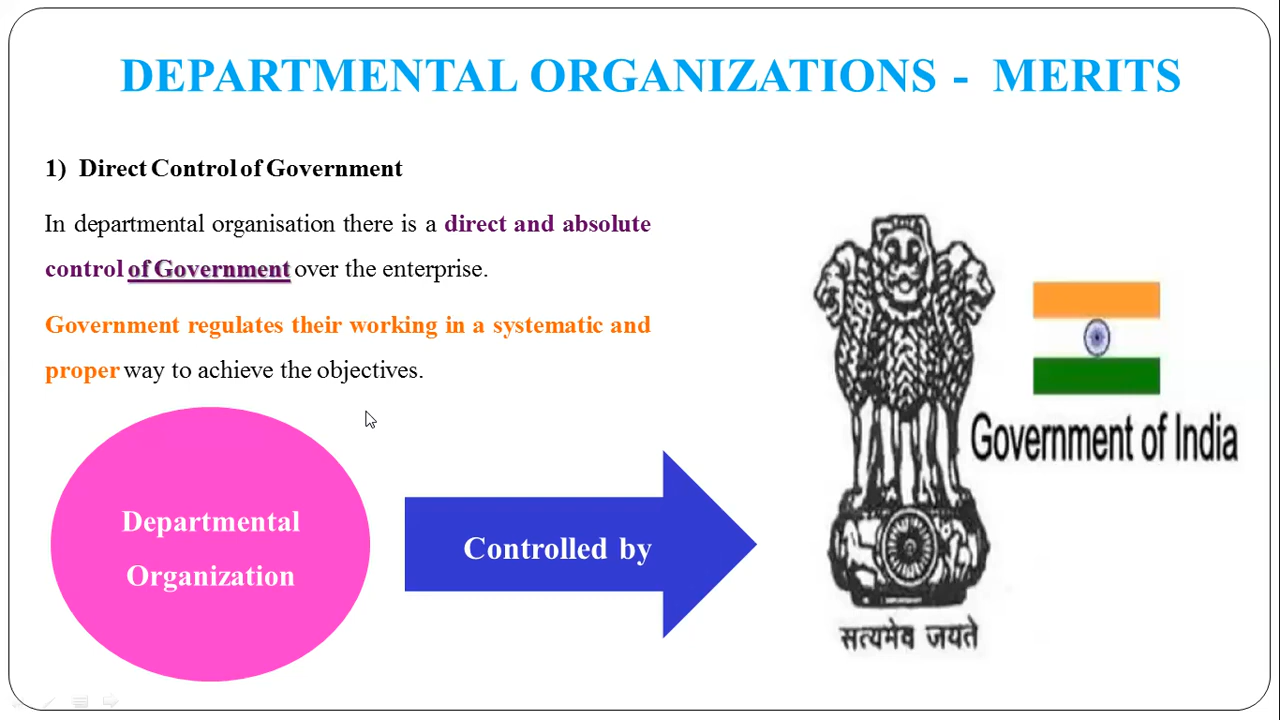 DEPARTMENTAL ORGANIZATIONS - MERITS
1) Direct Control of Government
In departmental organisation there is a direct and absolute
control of Government over the enterprise.
Government regulates their working in a systematic and
proper way to achieve the objectives.
Departmental
Organization
Controlled by
Government of India
सत्यमेव जयते